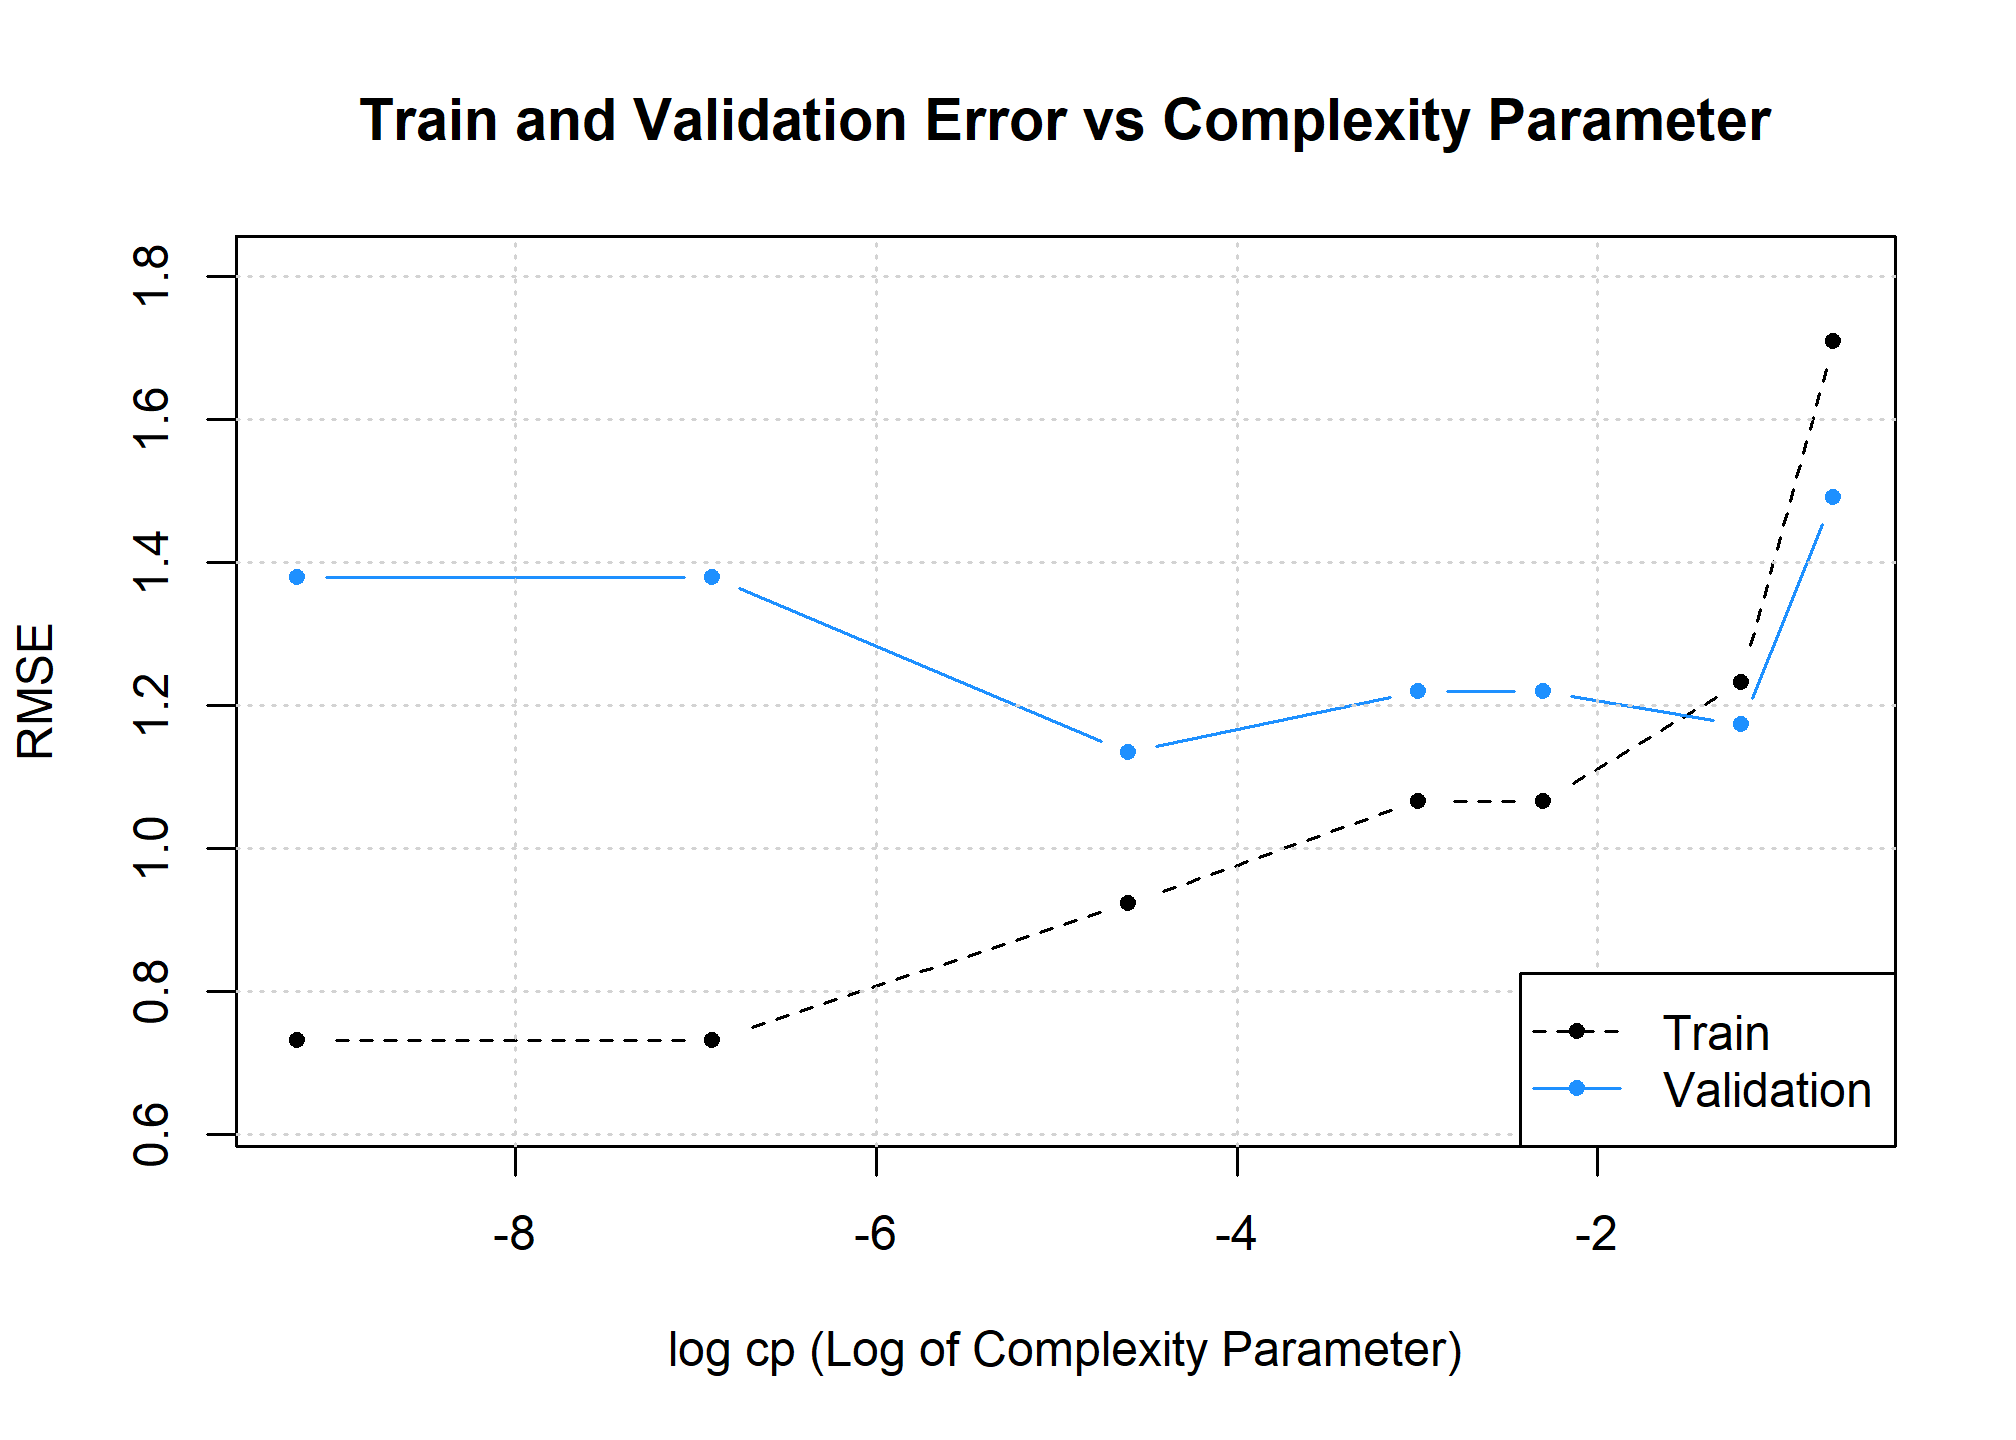 Train and Validation Error vs Complexity Parameter
RMSE
1.8
1.6
1.4
1.2
1.0
0.8
0.6
Train
Validation
-8 -6 -4 -2
log cp (Log of Complexity Parameter)